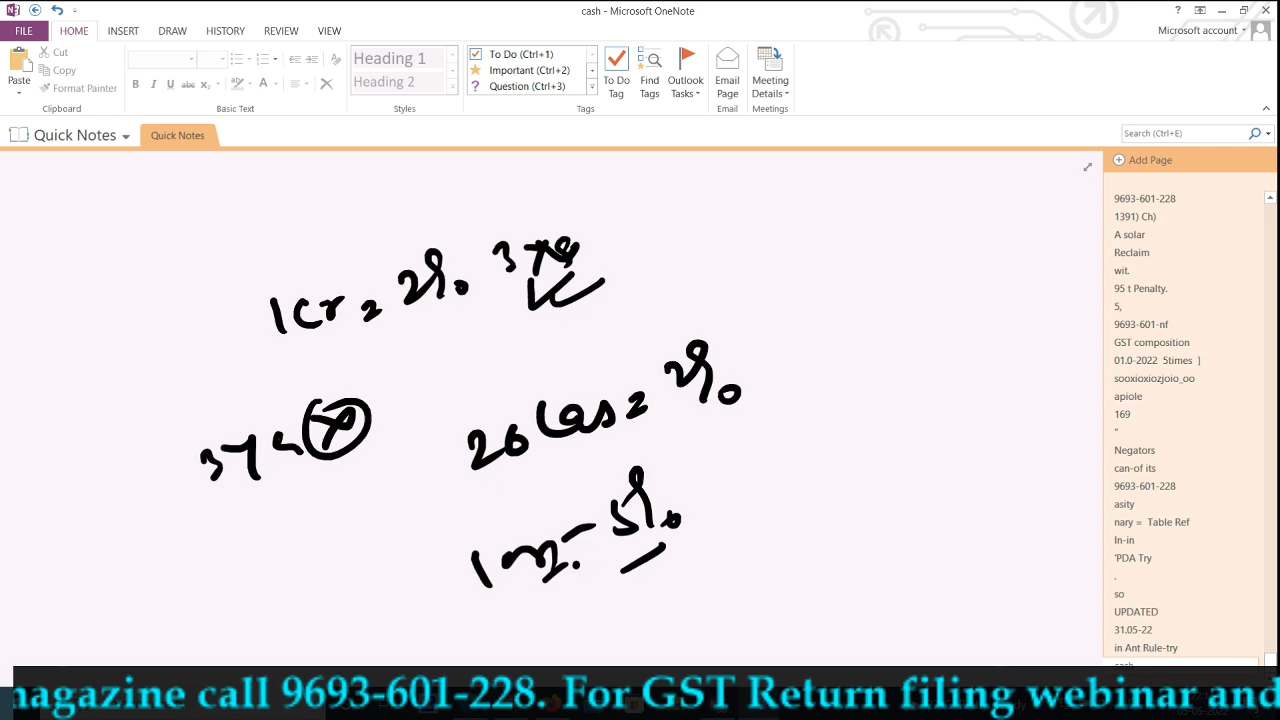 cash - Microsoft OneNote
FILE HOME INSERT DRAW HISTORY REVIEW VIEW
Microsoft account
Paste
Cut
Copy
Format Painter
Clipboard
B I U abc
Basic Text
Heading 1
Heading 2
Styles
To Do (Ctrl+1)
Important (Ctrl+2)
Question (Ctrl+3)
To Do Tag
Find Tags
Outlook Tasks
Tags
Email Page
Email
Meeting Details
Meetings
Quick Notes
Quick Notes
Search (Ctrl+E)
Add Page
9693-601-228
1391) Ch)
A solar
Reclaim
wit.
95 t Penalty.
5,
9693-601-nf
GST composition
01.0-2022 5times ]
sooxioxiozjoio_oo
apiole
169
"
Negators
can-of its
9693-601-228
asity
nary = Table Ref
In-in
'PDA Try
.
so
UPDATED
31.05-22
in Ant Rule-try
cash
1cr = 2%
2%
5%
magazine call 9693-601-228. For GST Return filing webinar and